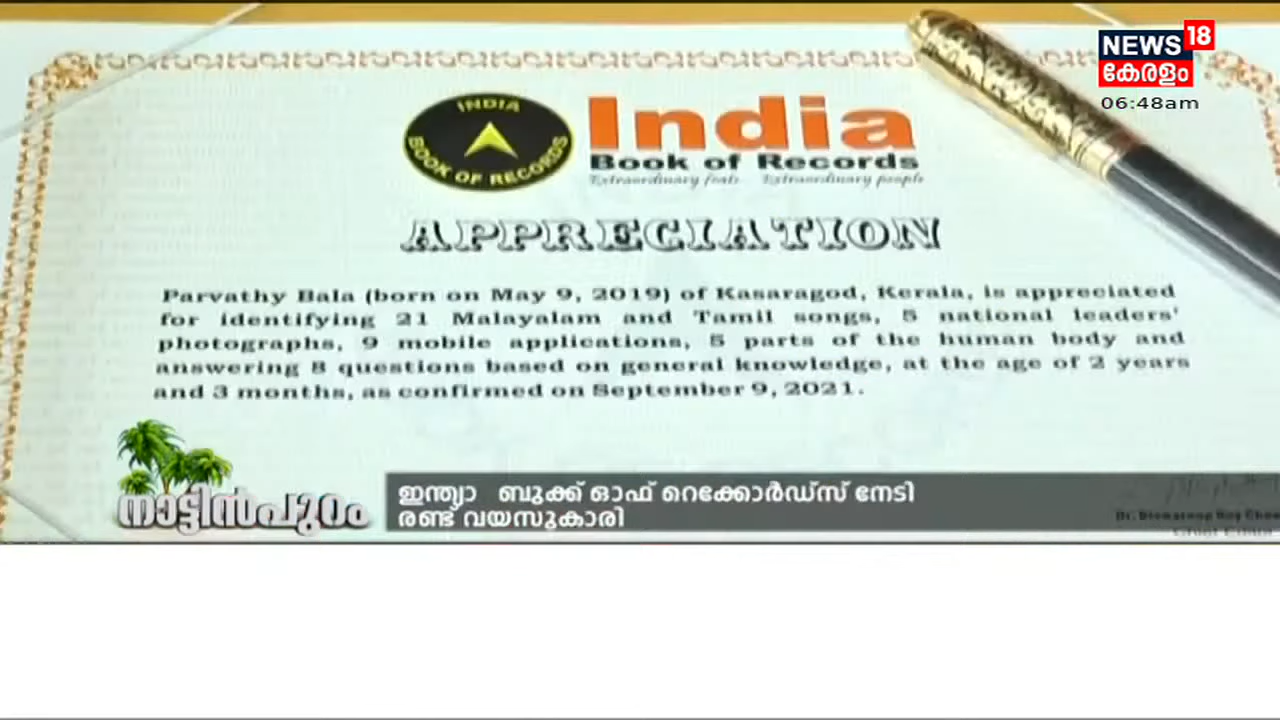 NEWS 18
കേരളം
06:48am
INDIA
BOOK OF RECORDS
India
Book of Records
Extraordinary feats Extraordinary people
APPRECIATION
Parvathy Bala (born on May 9, 2019) of Kasaragod, Kerala, is appreciated
for identifying 21 Malayalam and Tamil songs, 5 national leaders'
photographs, 9 mobile applications, 5 parts of the human body and
answering 8 questions based on general knowledge, at the age of 2 years
and 3 months, as confirmed on September 9, 2021.
നാട്ടിൻപുറം
ഇന്ത്യാ ബുക്ക് ഓഫ് റെക്കോർഡ്സ് നേടി
രണ്ട് വയസുകാരി
Dr. Biswaroop Roy
Chief